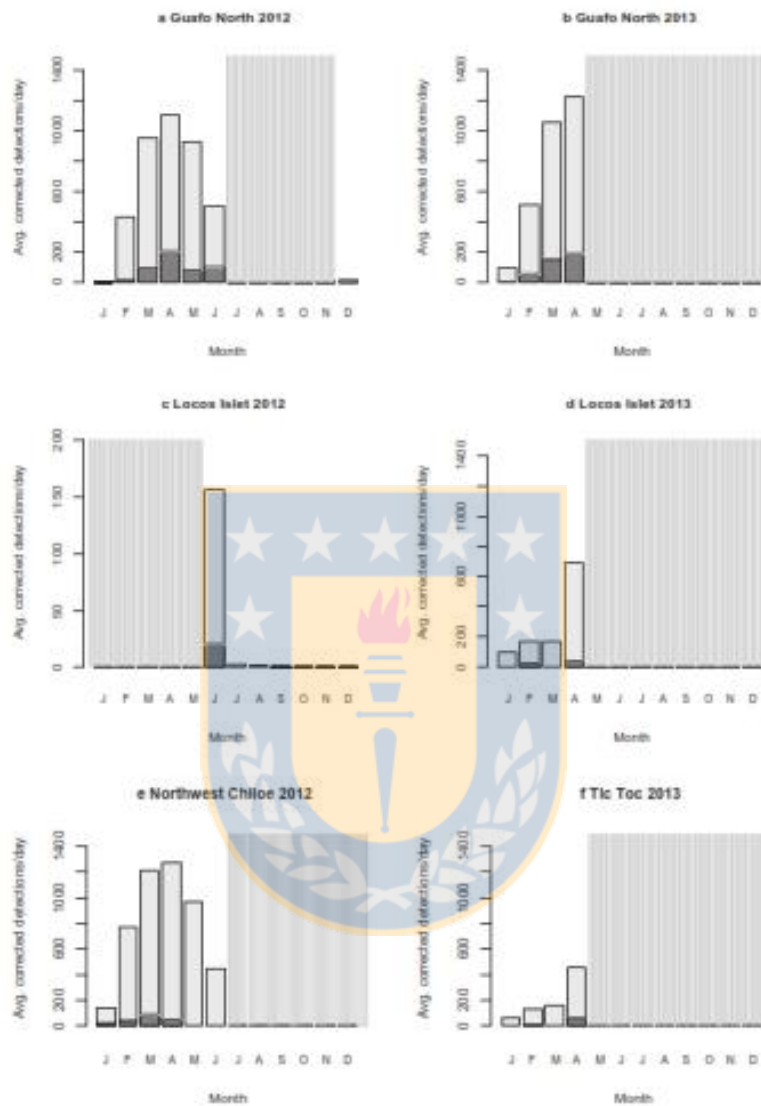 a Guafo North 2012
Avg. corrected detections/day
1400
1000
600
200
0
J F M A M J J A S O N D
Month
b Guafo North 2013
Avg. corrected detections/day
1400
1000
600
200
0
J F M A M J J A S O N D
Month
c Locos Islet 2012
Avg. corrected detections/day
200
150
100
50
0
J F M A M J J A S O N D
Month
d Locos Islet 2013
Avg. corrected detections/day
1400
1000
600
200
0
J F M A M J J A S O N D
Month
e Northwest Chiloe 2012
Avg. corrected detections/day
1400
1000
600
200
0
J F M A M J J A S O N D
Month
f Tic Toc 2013
Avg. corrected detections/day
1400
1000
600
200
0
J F M A M J J A S O N D
Month